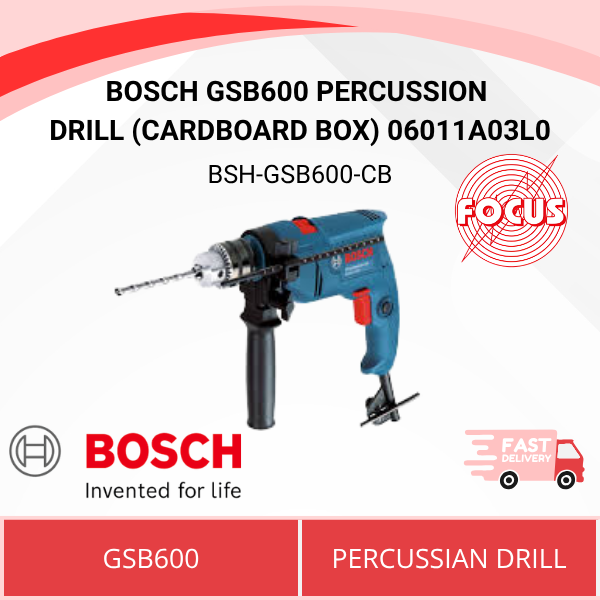 BOSCH GSB600 PERCUSSION
DRILL (CARDBOARD BOX) 06011A03L0
BSH-GSB600-CB
FOCUS
BOSCH
BOSCH
Invented for life
FAST
DELIVERY
GSB600
PERCUSSIAN DRILL